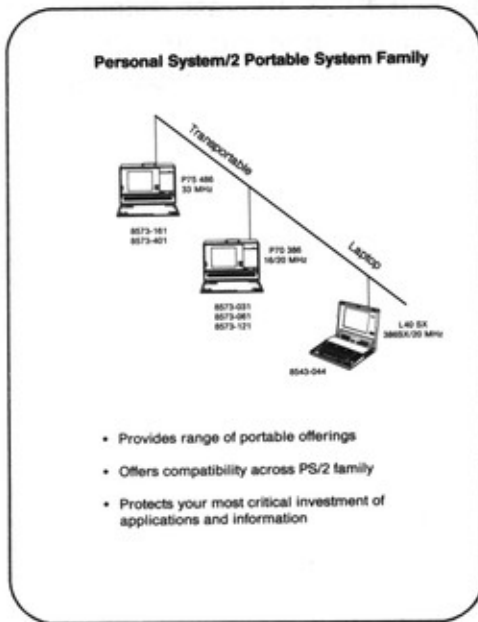 Personal System/2 Portable System Family
Transportable
P75 486
33 MHz
8573-161
8573-401
P70 386
16/20 MHz
8573-031
8573-061
8573-121
Laptop
L40 SX
386SX/20 MHz
8543-044
• Provides range of portable offerings
• Offers compatibility across PS/2 family
• Protects your most critical investment of
applications and information